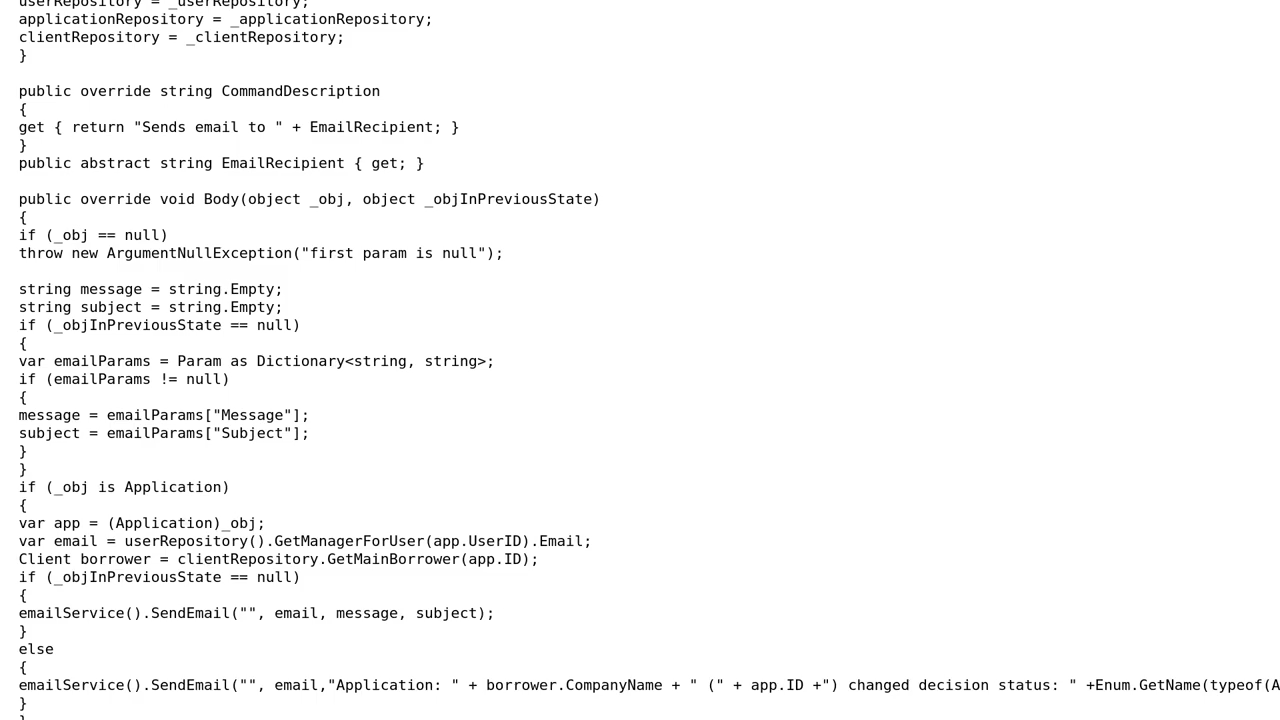 userRepository = _userRepository;
applicationRepository = _applicationRepository;
clientRepository = _clientRepository;
}
public override string CommandDescription
{
get { return "Sends email to " + EmailRecipient; }
}
public abstract string EmailRecipient { get; }
public override void Body(object _obj, object _objInPreviousState)
{
if (_obj == null)
throw new ArgumentNullException("first param is null");
string message = string.Empty;
string subject = string.Empty;
if (_objInPreviousState == null)
{
var emailParams = Param as Dictionary<string, string>;
if (emailParams != null)
{
message = emailParams["Message"];
subject = emailParams["Subject"];
}
}
if (_obj is Application)
{
var app = (Application)_obj;
var email = userRepository().GetManagerForUser(app.UserID).Email;
Client borrower = clientRepository.GetMainBorrower(app.ID);
if (_objInPreviousState == null)
{
emailService().SendEmail("", email, message, subject);
}
else
{
emailService().SendEmail("", email,"Application: " + borrower.CompanyName + " (" + app.ID +") changed decision status: " +Enum.GetName(typeof(A
}
}